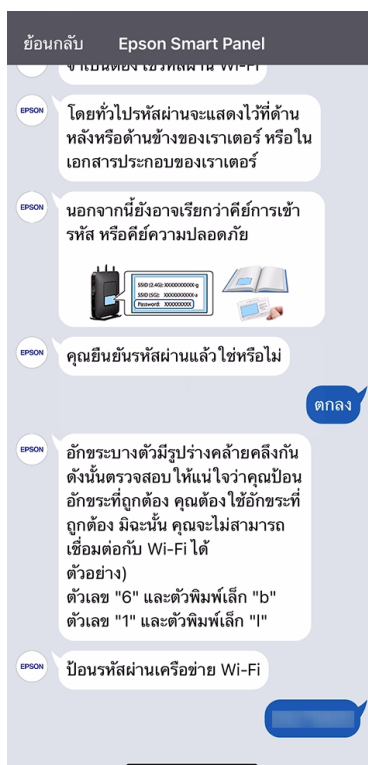 ย้อนกลับ Epson Smart Panel
EPSON
โดยทั่วไปรหัสผ่านจะแสดงไว้ที่ด้าน
หลังหรือด้านข้างของเราเตอร์ หรือใน
เอกสารประกอบของเราเตอร์
EPSON
นอกจากนี้ยังอาจเรียกว่าคีย์การเข้า
รหัส หรือคีย์ความปลอดภัย
SSID (2.4G): XXXXXXXXXX-g
SSID (5G): XXXXXXXXXX-a
Password: XXXXXXXXXX
EPSON
คุณยืนยันรหัสผ่านแล้วใช่หรือไม่
ตกลง
EPSON
อักขระบางตัวมีรูปร่างคล้ายคลึงกัน
ดังนั้นตรวจสอบให้แน่ใจว่าคุณป้อน
อักขระที่ถูกต้อง คุณต้องใช้อักขระที่
ถูกต้อง มิฉะนั้น คุณจะไม่สามารถ
เชื่อมต่อกับ Wi-Fi ได้
ตัวอย่าง)
ตัวเลข "6" และตัวพิมพ์เล็ก "b"
ตัวเลข "1" และตัวพิมพ์เล็ก "l"
EPSON
ป้อนรหัสผ่านเครือข่าย Wi-Fi